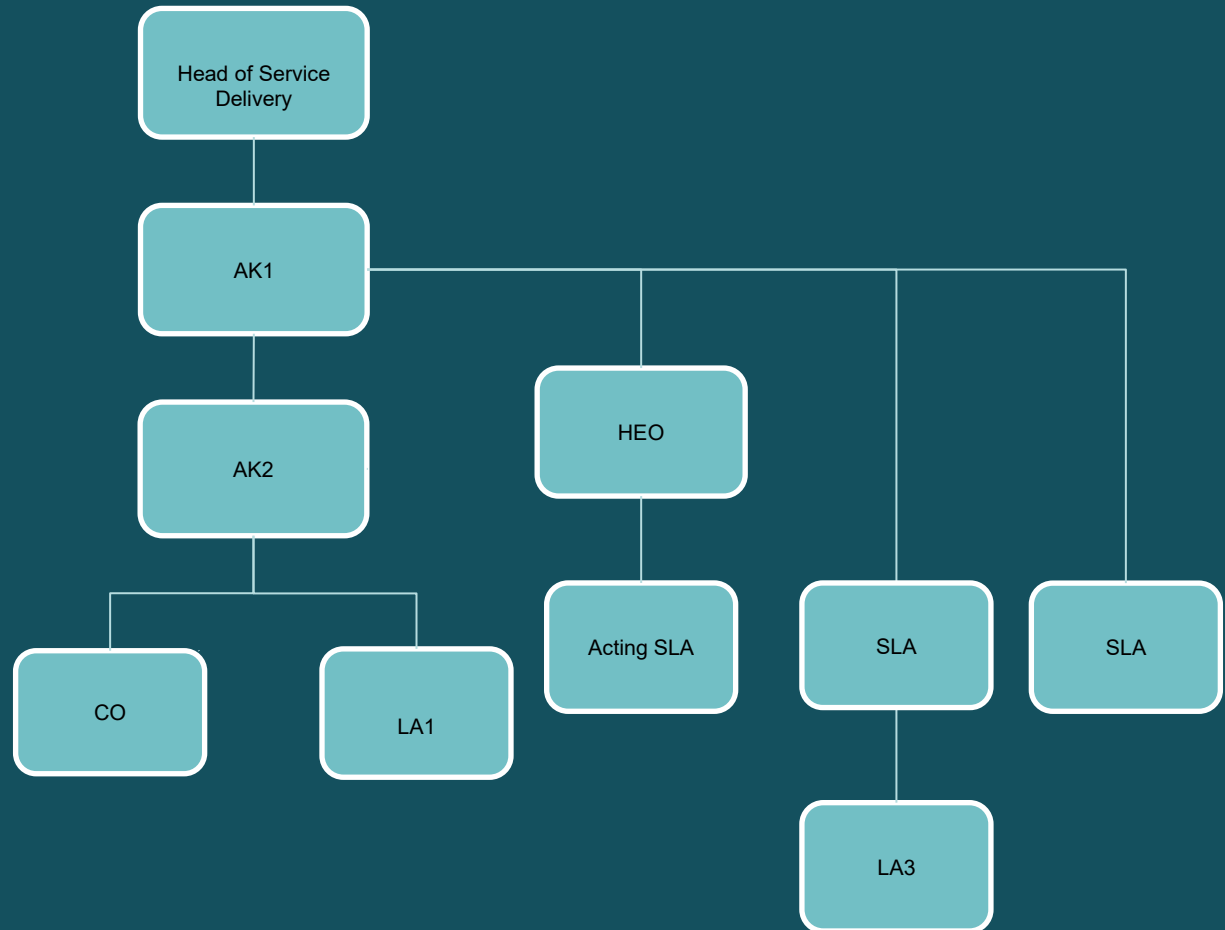 Head of Service
Delivery
AK1
AK2
HEO
Acting SLA
SLA
SLA
CO
LA1
LA3